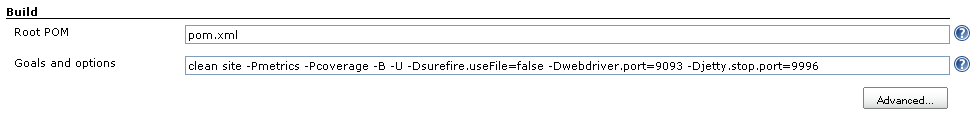 Build
Root POM
pom.xml
Goals and options
clean site -Pmetrics -Pcoverage -B -U -Dsurefire.useFile=false -Dwebdriver.port=9093 -Djetty.stop.port=9996
Advanced...